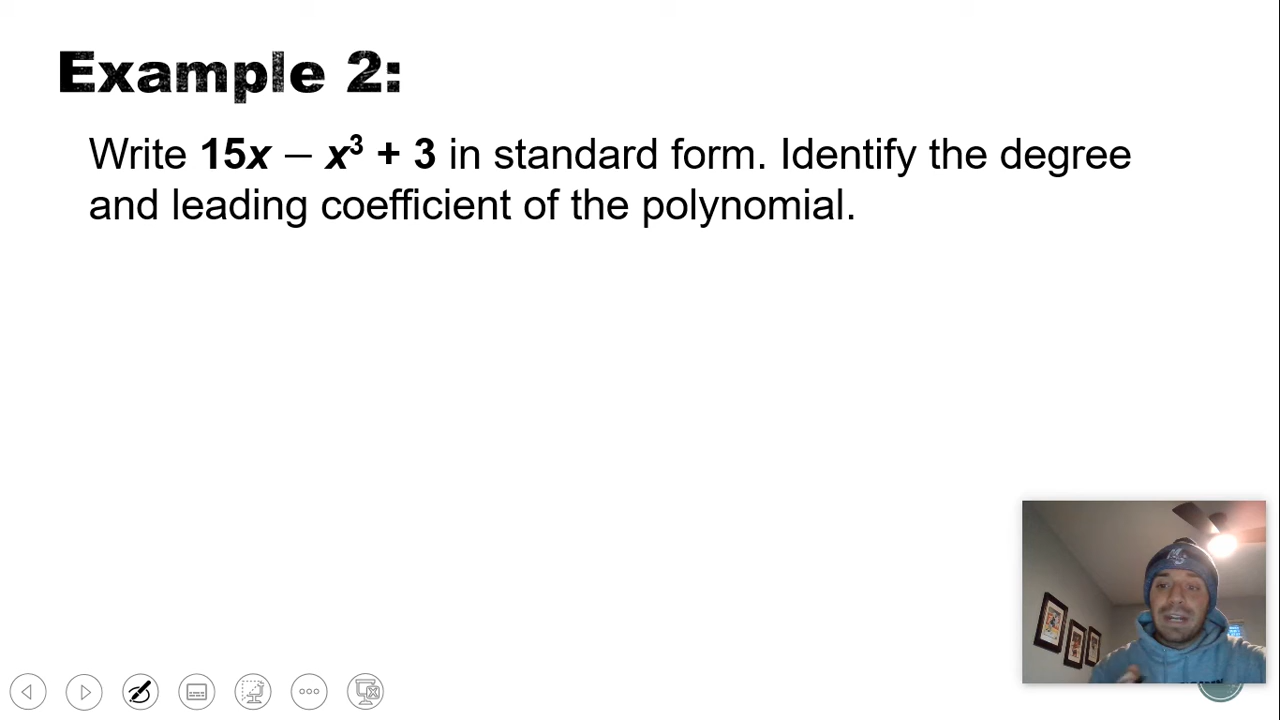 Example 2:
Write 15x – x³ + 3 in standard form. Identify the degree
and leading coefficient of the polynomial.